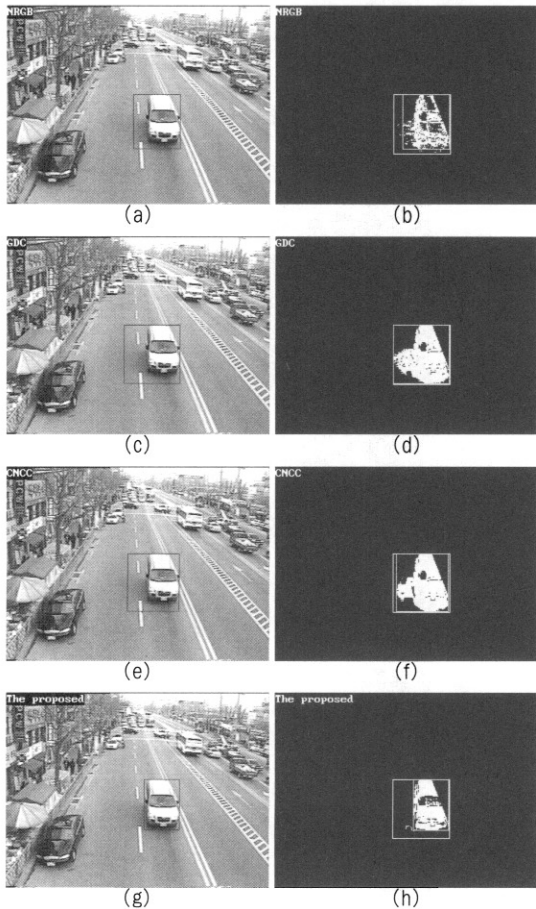 NRGB
NRGB
(a)
(b)
GDC
GDC
(c)
(d)
CNCC
CNCC
(e)
(f)
The proposed
The proposed
(g)
(h)